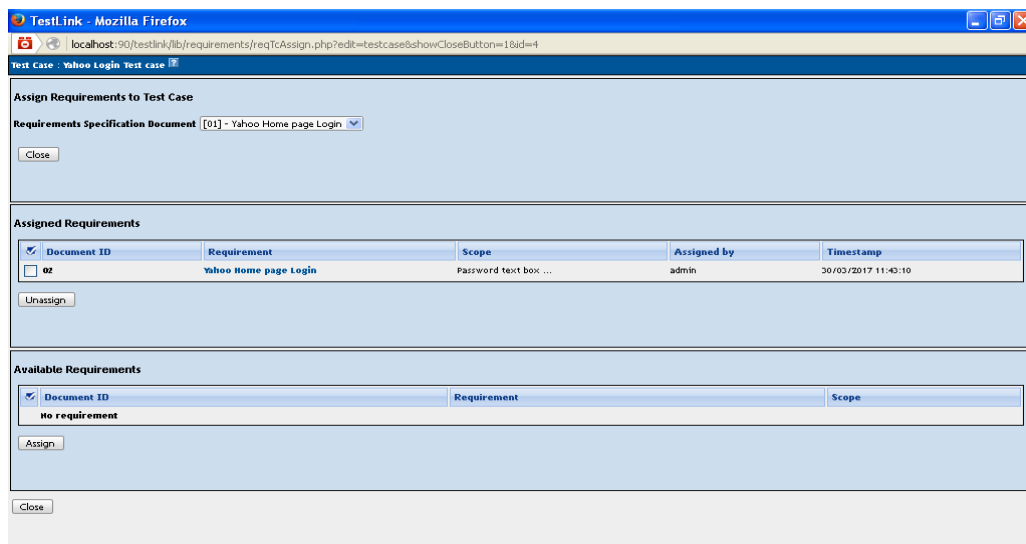 TestLink - Mozilla Firefox
localhost:90/testlink/lib/requirements/reqTcAssign.php?edit=testcase&showCloseButton=1&id=4
Test Case : Yahoo Login Test case ?
Assign Requirements to Test Case
Requirements Specification Document [01] - Yahoo Home page Login
Close
Assigned Requirements
Document ID Requirement Scope Assigned by Timestamp
02 Yahoo Home page Login Password text box ... admin 30/03/2017 11:43:10
Unassign
Available Requirements
Document ID Requirement Scope
No requirement
Assign
Close